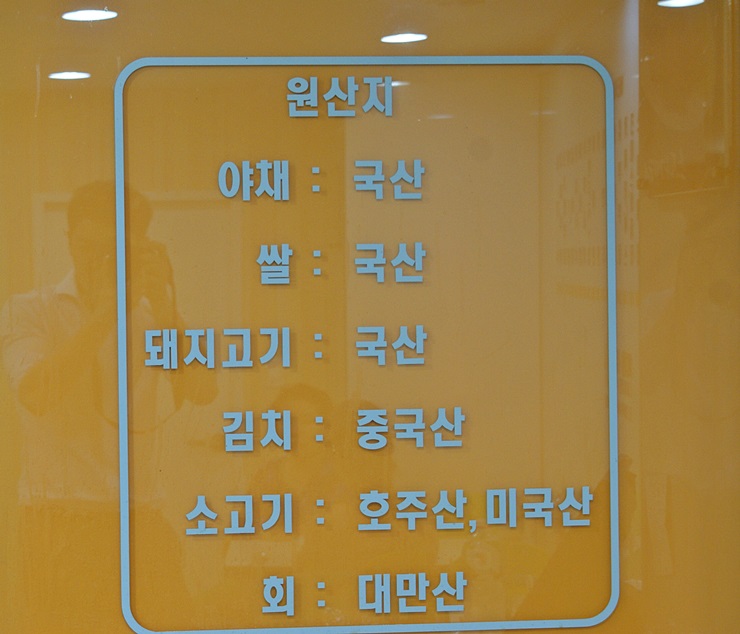 원산지
야채 : 국산
쌀 : 국산
돼지고기 : 국산
김치 : 중국산
소고기 : 호주산, 미국산
회 : 대만산